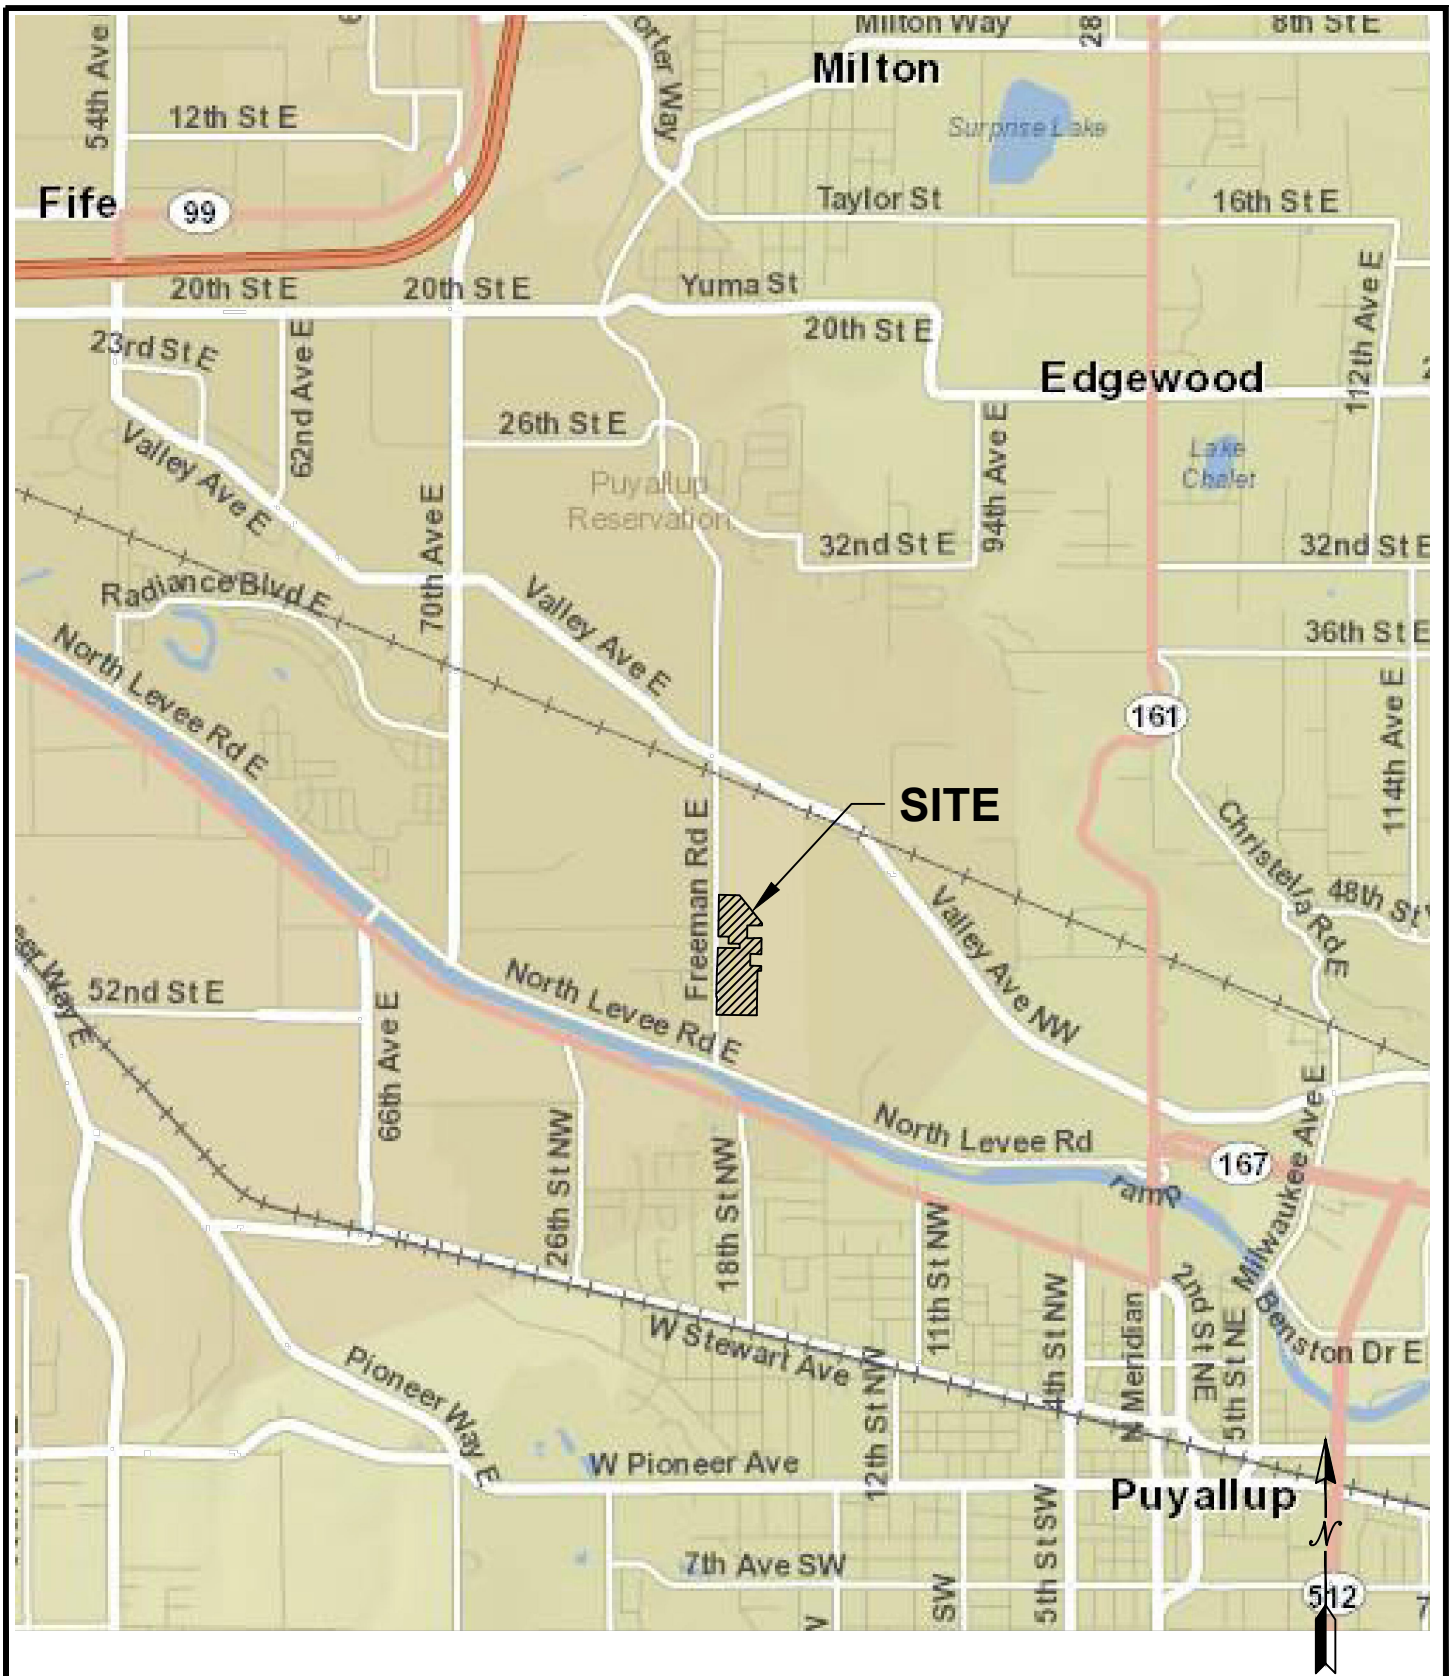 Milton Way
8th St E
54th Ave
orter Way
28
Milton
12th St E
Surprise Lake
Fife
99
Taylor St
16th St E
20th St E
20th St E
Yuma St
20th St E
112th Ave E
23rd St E
62nd Ave E
Edgewood
26th St E
94th Ave E
Valley Ave E
Lake
Chalet
Puyallup
Reservation
70th Ave E
32nd St E
32nd St E
Radiance Blvd E
Valley Ave E
36th St E
North Levee Rd E
161
114th Ave E
SITE
Freeman Rd E
Christella Rd E
48th St
Valley Ave NW
eer Way E
52nd St E
66th Ave E
North Levee Rd E
North Levee Rd
Milwaukee Ave E
26th St NW
18th St NW
167
ramp
11th St NW
4th St NW
N Meridian
2nd St NE
5th St NE
Benston Dr E
W Stewart Ave
Pioneer Way E
12th St NW
W Pioneer Ave
Puyallup
N
5th St SW
7th Ave SW
SW
512
7